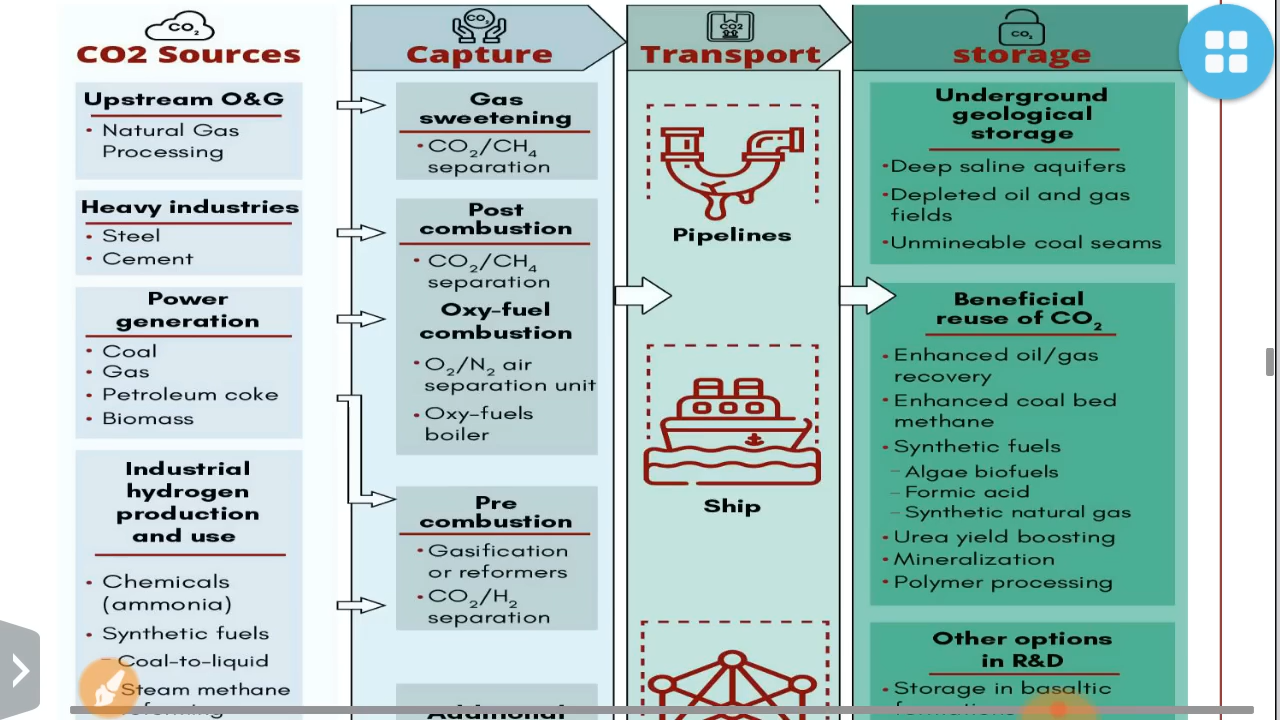 CO2
CO2 Sources
Upstream O&G
• Natural Gas
Processing
Heavy industries
• Steel
• Cement
Power
generation
• Coal
• Gas
• Petroleum coke
• Biomass
Industrial
hydrogen
production
and use
• Chemicals
(ammonia)
• Synthetic fuels
– Coal-to-liquid
Steam methane
CO2
Capture
Gas
sweetening
• CO2/CH4
separation
Post
combustion
• CO2/CH4
separation
Oxy-fuel
combustion
• O2/N2 air
separation unit
• Oxy-fuels
boiler
Pre
combustion
• Gasification
or reformers
• CO2/H2
separation
Additional
CO2
Transport
Pipelines
Ship
CO2
storage
Underground
geological
storage
• Deep saline aquifers
• Depleted oil and gas
fields
• Unmineable coal seams
Beneficial
reuse of CO2
• Enhanced oil/gas
recovery
• Enhanced coal bed
methane
• Synthetic fuels
– Algae biofuels
– Formic acid
– Synthetic natural gas
• Urea yield boosting
• Mineralization
• Polymer processing
Other options
in R&D
• Storage in basaltic